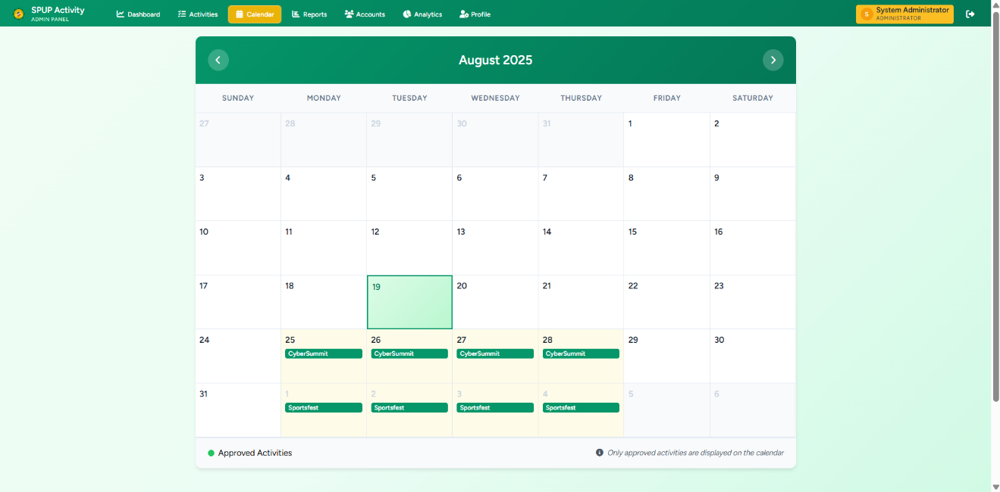 SPUP Activity
ADMIN PANEL
Dashboard
Activities
Calendar
Reports
Accounts
Analytics
Profile
S
System Administrator
ADMINISTRATOR
August 2025
SUNDAY MONDAY TUESDAY WEDNESDAY THURSDAY FRIDAY SATURDAY
27 28 29 30 31 1 2
3 4 5 6 7 8 9
10 11 12 13 14 15 16
17 18 19 20 21 22 23
24 25 26 27 28 29 30
CyberSummit CyberSummit CyberSummit CyberSummit
31 1 2 3 4 5 6
Sportsfest Sportsfest Sportsfest Sportsfest
Approved Activities
Only approved activities are displayed on the calendar